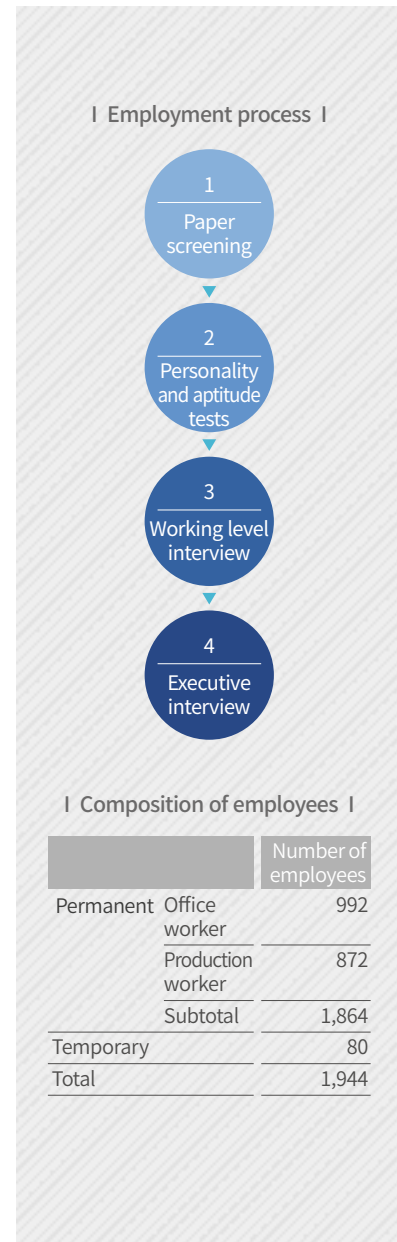 I Employment process I
1
Paper
screening
2
Personality
and aptitude
tests
3
Working level
interview
4
Executive
interview
I Composition of employees I
Number of
employees
Permanent Office
worker
992
Production
worker
872
Subtotal 1,864
Temporary 80
Total 1,944